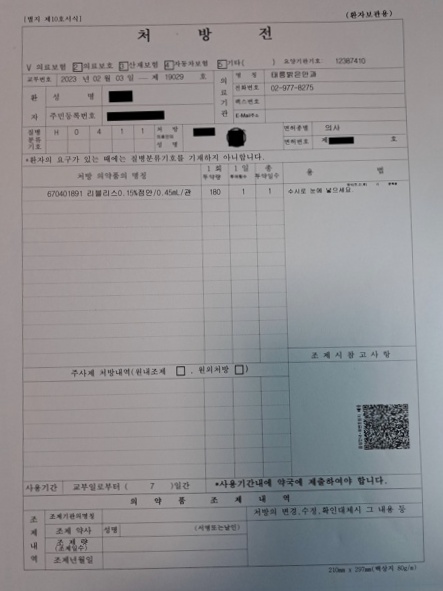 [별지 제10호서식]
(환자보관용)
처 방 전
V 의료보험 2 의료보호 3 산재보험 4 자동차보험 5 기타( ) 요양기관기호: 12367410
교부번호 2023 년 02 월 03 일 — 제 19029 호
의료기관
명 칭 태릉밝은안과
전화번호 02-977-8275
팩스번호
E-Mail주소
환자
성 명
주민등록번호
질병분류기호 H 0 4 1 1
처 방 의료인의 성 명
면허종별 의사
면허번호 제 호
*환자의 요구가 있는 때에는 질병분류기호를 기재하지 아니합니다.
처방 의약품의 명칭 1회투약량 1일투여횟수 총투약일수 용 법
670401891 리블리스0.15%점안/0.45mL/관 180 1 1 수시로 눈에 넣으세요.
조제시참고사항
주사제 처방내역(원내조제 □ , 원외처방 □ )
사용기간 교부일로부터 ( 7 )일간 *사용기간내에 약국에 제출하여야 합니다.
의 약 품 조 제 내 역
조제내역
조제기관의명칭
처방의 변경,수정,확인대체시 그 내용 등
조제 약사 성명 (서명또는날인)
조 제 량
(조제일수)
조제년월일
210mm x 297mm(백상지 80g/㎡)